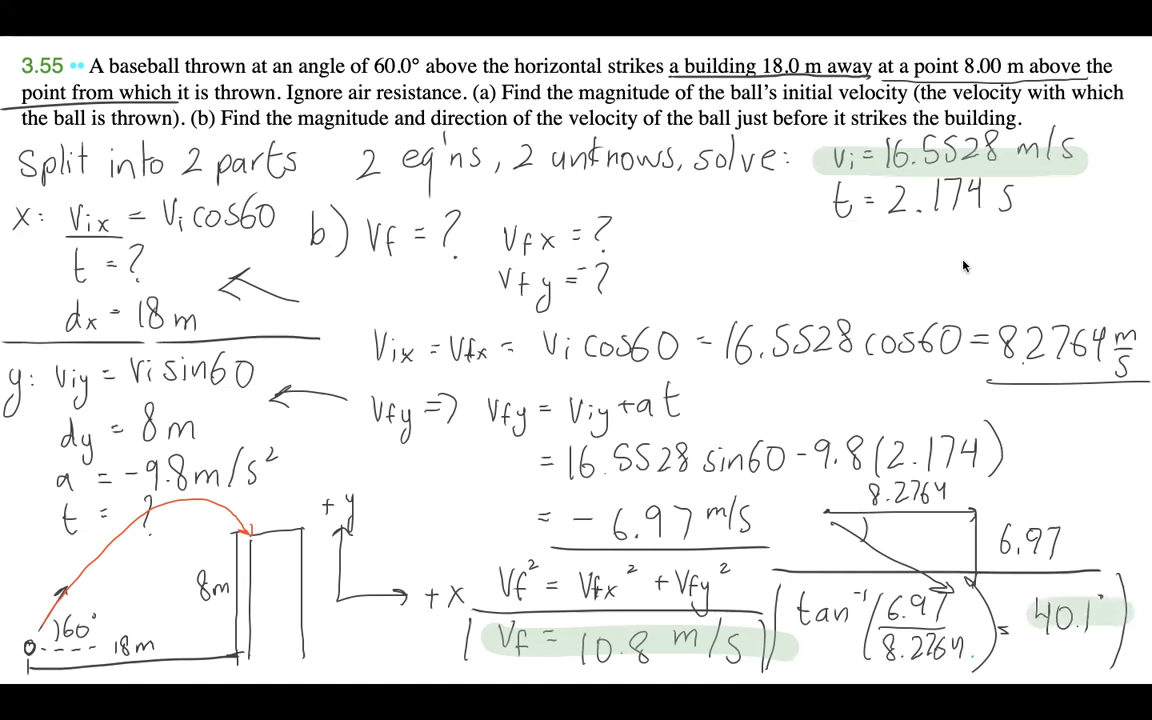 3.55 •• A baseball thrown at an angle of 60.0° above the horizontal strikes a building 18.0 m away at a point 8.00 m above the
point from which it is thrown. Ignore air resistance. (a) Find the magnitude of the ball's initial velocity (the velocity with which
the ball is thrown). (b) Find the magnitude and direction of the velocity of the ball just before it strikes the building.
Split into 2 parts
2 eq'ns, 2 unknows, solve:
Vi = 16.5528 m/s
t = 2.174 s
x: Vix = Vi cos60
t = ?
dx = 18m
y: Viy = Vi sin60
dy = 8m
a = -9.8m/s²
t = ?
b) Vf = ?
Vfx = ?
Vfy = ?
Vix = Vfx = Vi cos60 = 16.5528 cos60 = 8.2764 m/s
Vfy => Vfy = Viy + at
= 16.5528 sin60 - 9.8(2.174)
= - 6.97 m/s
Vf² = Vfx² + Vfy²
Vf = 10.8 m/s
8.2764
6.97
tan⁻¹(6.97/8.2764) = 40.1°
+y
+x
8m
60°
18m